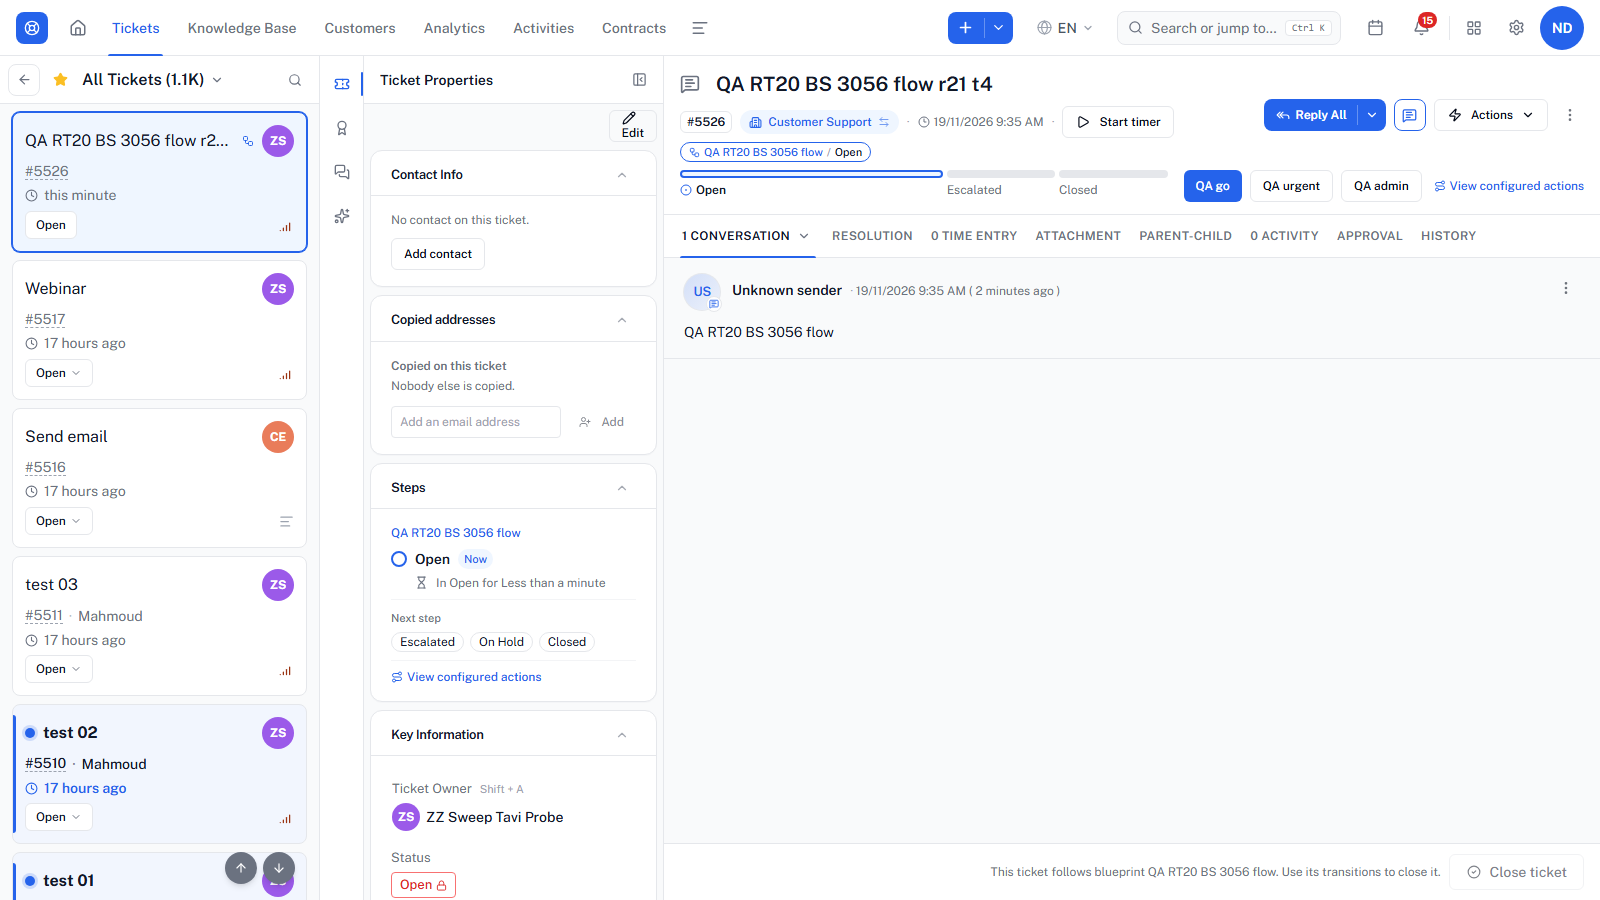 Tickets
Knowledge Base
Customers
Analytics
Activities
Contracts
EN
Search or jump to...
Ctrl K
15
ND
All Tickets (1.1K)
QA RT20 BS 3056 flow r2...
ZS
#5526
this minute
Open
Webinar
ZS
#5517
17 hours ago
Open
Send email
CE
#5516
17 hours ago
Open
test 03
ZS
#5511 · Mahmoud
17 hours ago
Open
test 02
ZS
#5510 · Mahmoud
17 hours ago
Open
test 01
Ticket Properties
Edit
Contact Info
No contact on this ticket.
Add contact
Copied addresses
Copied on this ticket
Nobody else is copied.
Add an email address
Add
Steps
QA RT20 BS 3056 flow
Open Now
In Open for Less than a minute
Next step
Escalated
On Hold
Closed
View configured actions
Key Information
Ticket Owner Shift + A
ZS ZZ Sweep Tavi Probe
Status
Open
QA RT20 BS 3056 flow r21 t4
#5526
Customer Support
· 19/11/2026 9:35 AM ·
Start timer
Reply All
Actions
QA RT20 BS 3056 flow / Open
Open
Escalated
Closed
QA go
QA urgent
QA admin
View configured actions
1 CONVERSATION
RESOLUTION
0 TIME ENTRY
ATTACHMENT
PARENT-CHILD
0 ACTIVITY
APPROVAL
HISTORY
US
Unknown sender · 19/11/2026 9:35 AM ( 2 minutes ago )
QA RT20 BS 3056 flow
This ticket follows blueprint QA RT20 BS 3056 flow. Use its transitions to close it.
Close ticket